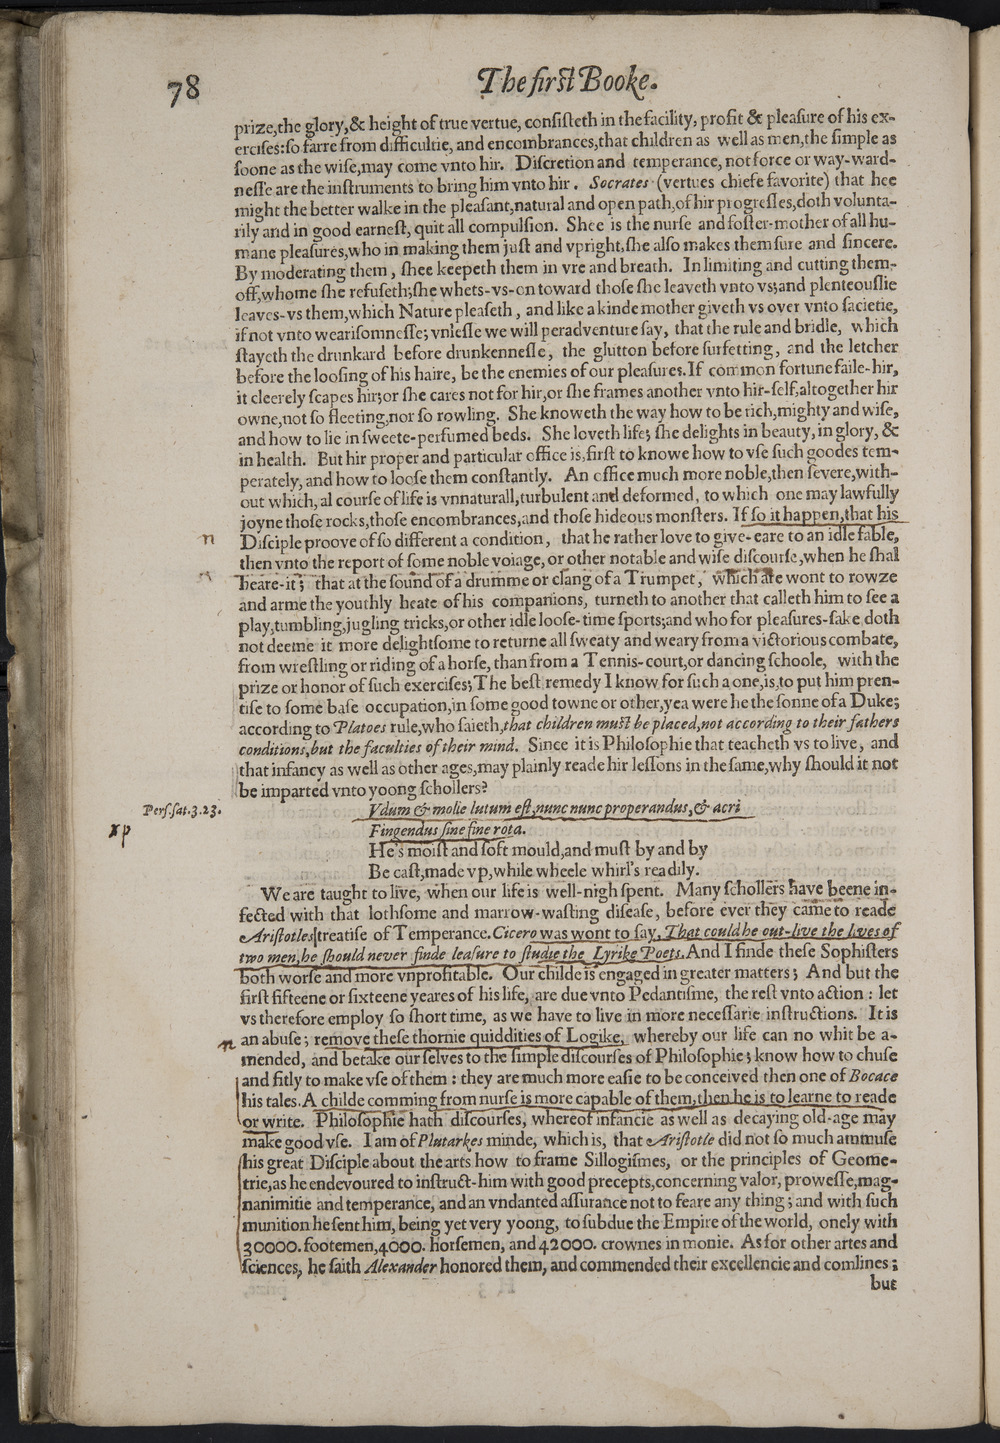 78
The firſt Booke.
prize,the glory,& height of true vertue, conſiſteth in the facility, profit & pleaſure of his ex-
erciſes:ſo farre from difficultie, and encombrances,that children as well as men,the ſimple as
ſoone as the wiſe,may come vnto hir. Diſcretion and temperance, not force or way-ward-
neſſe are the inſtruments to bring him vnto hir. Socrates (vertues chiefe favorite) that hee
might the better walke in the pleaſant,natural and open path,of hir progreſſes,doth volunta-
rily and in good earneſt, quit all compulſion. Shee is the nurſe and foſter-mother of all hu-
mane pleaſures,who in making them juſt and vpright,ſhe alſo makes them ſure and ſincere.
By moderating them, ſhee keepeth them in vre and breath. In limiting and cutting them-
off,whome ſhe refuſeth;ſhe whets-vs-on toward thoſe ſhe leaveth vnto vs;and plenteouſlie
leaves-vs them,which Nature pleaſeth, and like a kinde mother giveth vs over vnto ſacietie,
if not vnto weariſomneſſe; vnleſſe we will peradventure ſay, that the rule and bridle, which
ſtayeth the drunkard before drunkenneſſe, the glutton before ſurfetting, and the letcher
before the looſing of his haire, be the enemies of our pleaſures.If common fortune faile-hir,
it cleerely ſcapes hir;or ſhe cares not for hir,or ſhe frames another vnto hir-ſelf,altogether hir
owne,not ſo fleeting,nor ſo rowling. She knoweth the way how to be rich,mighty and wiſe,
and how to lie in ſweete-perfumed beds. She loveth life; ſhe delights in beauty, in glory, &
in health. But hir proper and particular office is,firſt to knowe how to vſe ſuch goodes tem-
perately, and how to looſe them conſtantly. An office much more noble,then ſevere,with-
out which, al courſe of life is vnnaturall,turbulent and deformed, to which one may lawfully
joyne thoſe rocks,thoſe encombrances,and thoſe hideous monſters. If ſo it happen,that his
n
Diſciple proove of ſo different a condition, that he rather love to give-eare to an idle fable,
then vnto the report of ſome noble voiage, or other notable and wiſe diſcourſe,when he ſhal
heare-it; that at the ſound of a drumme or clang of a Trumpet, which are wont to rowze
and arme the youthly heate of his companions, turneth to another that calleth him to ſee a
play,tumbling,jugling tricks,or other idle looſe-time ſports;and who for pleaſures-ſake doth
not deeme it more delightſome to returne all ſweaty and weary from a victorious combate,
from wreſtling or riding of a horſe, than from a Tennis-court,or dancing ſchoole, with the
prize or honor of ſuch exerciſes; The beſt remedy I know for ſuch a one,is,to put him pren-
tiſe to ſome baſe occupation,in ſome good towne or other,yea were he the ſonne of a Duke;
according to Platoes rule,who ſaieth,that children muſt be placed,not according to their fathers
conditions,but the faculties of their mind. Since it is Philoſophie that teacheth vs to live, and
that infancy as well as other ages,may plainly reade hir leſſons in the ſame,why ſhould it not
be imparted vnto yoong ſchollers?
Perſ.ſat.3.23.
Vdum & molle lutum eſt,nunc nunc properandus,& acri
Fingendus ſine fine rota.
He's moiſt and ſoft mould,and muſt by and by
Be caſt,made vp,while wheele whirl's readily.
We are taught to live, when our life is well-nigh ſpent. Many ſchollers have beene in-
fected with that lothſome and marrow-waſting diſeaſe, before ever they came to reade
Ariſtotles treatiſe of Temperance.Cicero was wont to ſay, That could he out-live the lives of
two men,he ſhould never finde leaſure to ſtudie the Lyrike Poets.And I finde theſe Sophiſters
both worſe and more vnprofitable. Our childe is engaged in greater matters; And but the
firſt fifteene or ſixteene yeares of his life, are due vnto Pedantiſme, the reſt vnto action: let
vs therefore employ ſo ſhort time, as we have to live in more neceſſarie inſtructions. It is
n
an abuſe; remove theſe thornie quiddities of Logike, whereby our life can no whit be a-
mended, and betake our ſelves to the ſimple diſcourſes of Philoſophie; know how to chuſe
and fitly to make vſe of them: they are much more eaſie to be conceived then one of Bocace
his tales.A childe comming from nurſe is more capable of them,then he is to learne to reade
or write. Philoſophie hath diſcourſes, whereof infancie as well as decaying old-age may
make good vſe. I am of Plutarkes minde, which is, that Ariſtotle did not ſo much ammuſe
his great Diſciple about the arts how to frame Sillogiſmes, or the principles of Geome-
trie,as he endevoured to inſtruct-him with good precepts,concerning valor, proweſſe,mag-
nanimitie and temperance, and an vndanted aſſurance not to feare any thing; and with ſuch
munition he ſent him, being yet very yoong, to ſubdue the Empire of the world, onely with
30000. footemen,4000. horſemen, and 42000. crownes in monie. As for other artes and
ſciences, he ſaith Alexander honored them, and commended their excellencie and comlines;
but